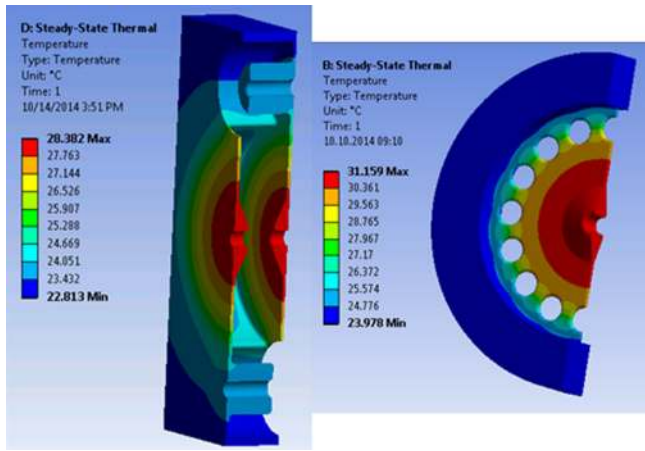 D: Steady-State Thermal
Temperature
Type: Temperature
Unit: °C
Time: 1
10/14/2014 3:51 PM
28.382 Max
27.763
27.144
26.526
25.907
25.288
24.669
24.051
23.432
22.813 Min
B: Steady-State Thermal
Temperature
Type: Temperature
Unit: °C
Time: 1
10.10.2014 09:10
31.159 Max
30.361
29.563
28.765
27.967
27.17
26.372
25.574
24.776
23.978 Min